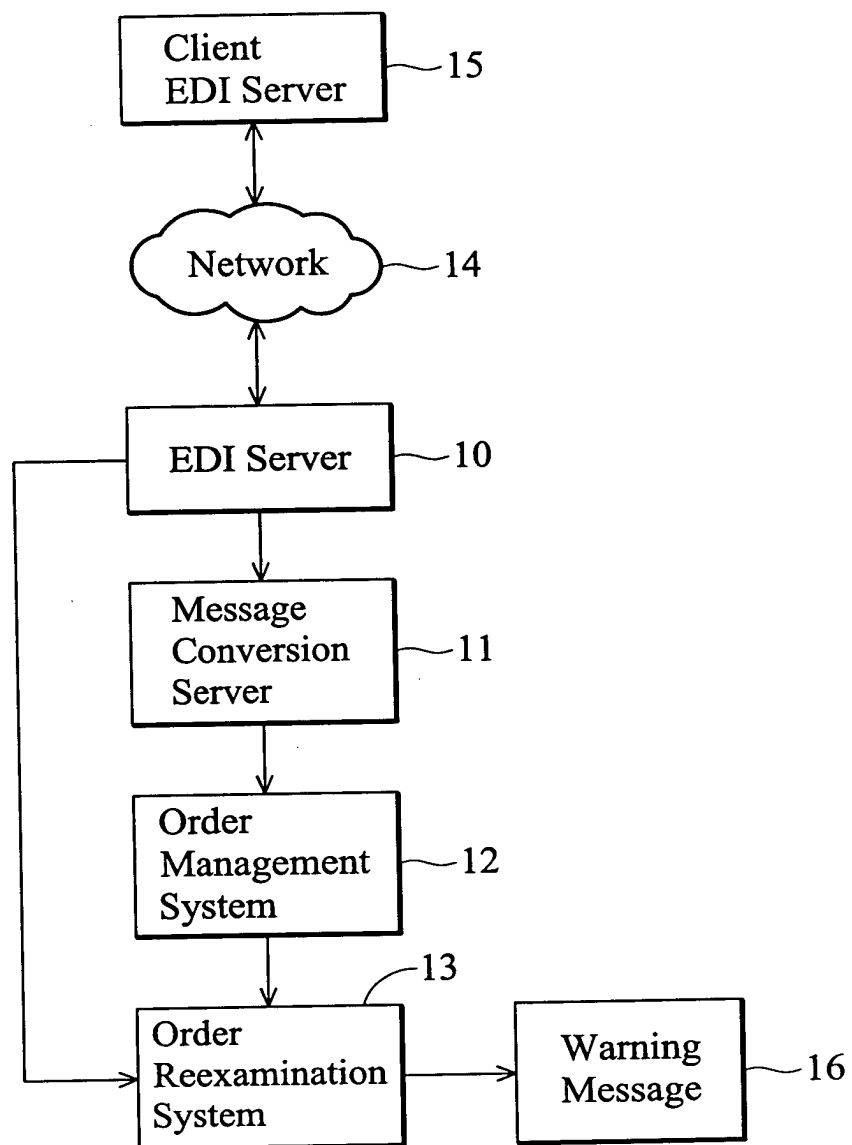 Client
EDI Server
15
Network
14
EDI Server
10
Message
Conversion
Server
11
Order
Management
System
12
13
Order
Reexamination
System
Warning
Message
16